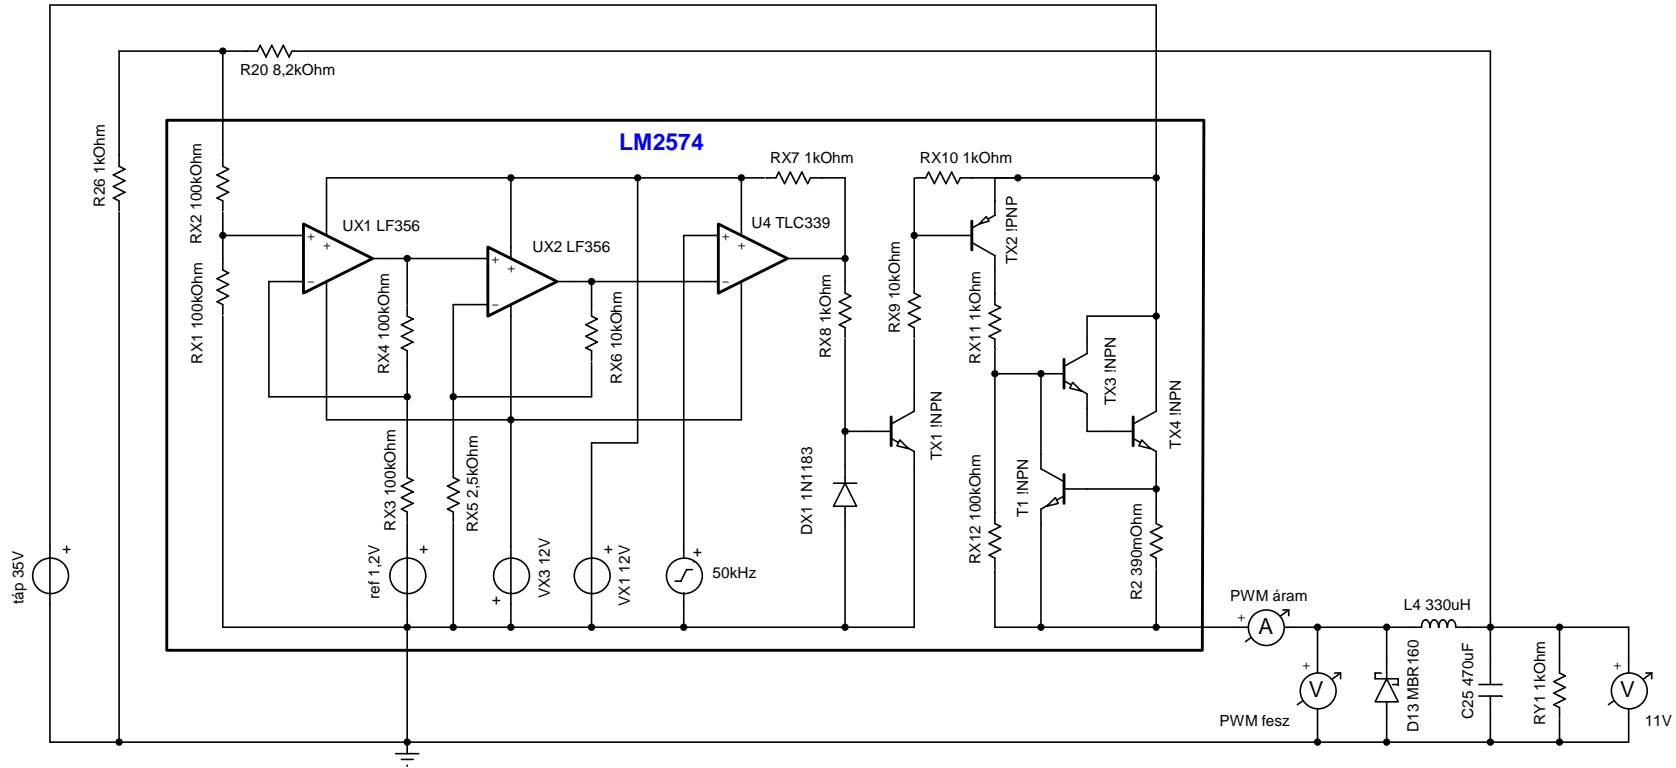 R20 8,2kOhm
LM2574
R26 1kOhm
RX2 100kOhm
RX1 100kOhm
UX1 LF356
RX4 100kOhm
RX3 100kOhm
UX2 LF356
RX6 10kOhm
RX5 2,5kOhm
RX7 1kOhm
U4 TLC339
RX8 1kOhm
RX10 1kOhm
RX9 10kOhm
TX2 !PNP
RX11 1kOhm
TX3 !NPN
TX4 !NPN
TX1 !NPN
T1 !NPN
DX1 1N1183
RX12 100kOhm
R2 390mOhm
táp 35V
+
ref 1,2V
+
VX3 12V
+
VX1 12V
+
50kHz
+
PWM áram
+
A
L4 330uH
PWM fesz
+
V
D13 MBR160
C25 470uF
RY1 1kOhm
+
V
11V